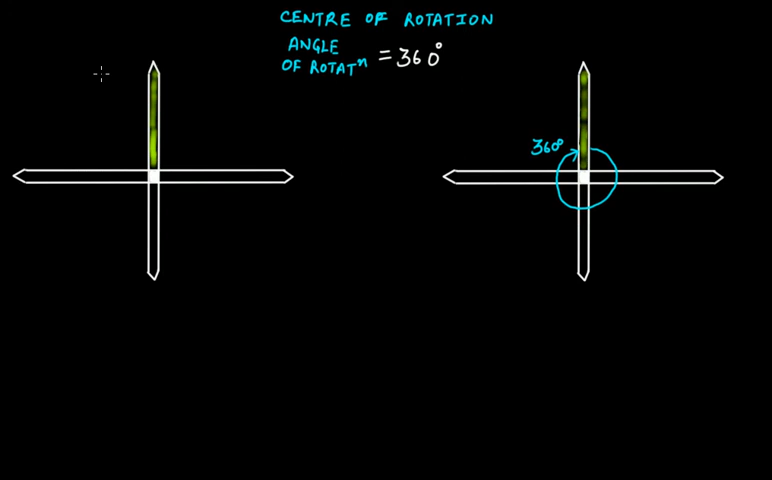 CENTRE OF ROTATION
ANGLE
OF ROTATⁿ = 360°
360°